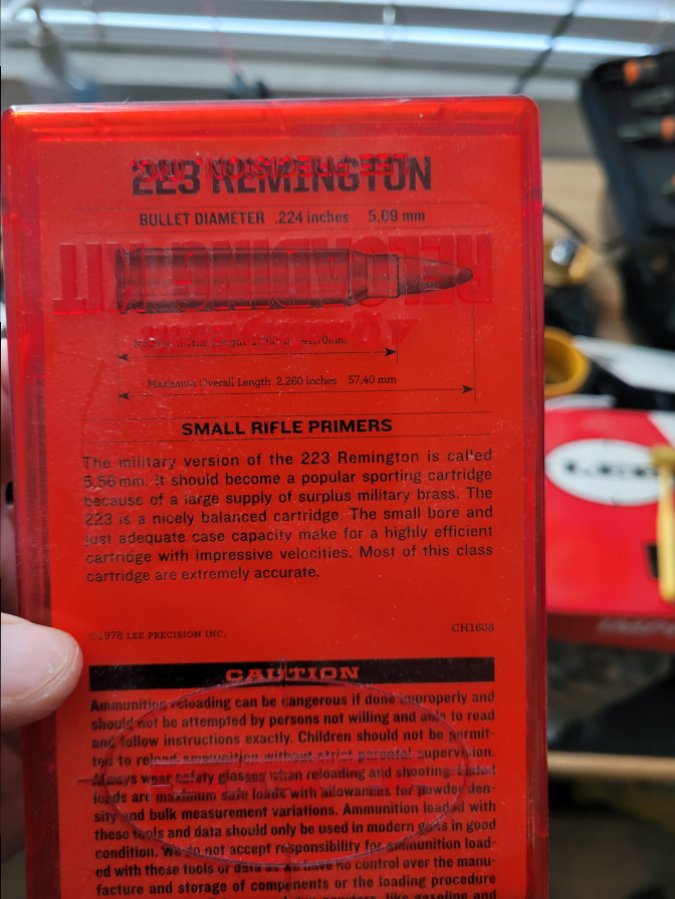 223 REMINGTON
BULLET DIAMETER .224 inches 5,69 mm
RELOADING KIT
Maximum Overall Length 2.260 inches 57,40 mm
SMALL RIFLE PRIMERS
The military version of the 223 Remington is called
5,56 mm. It should become a popular sporting cartridge
because of a large supply of surplus military brass. The
223 is a nicely balanced cartridge. The small bore and
just adequate case capacity make for a highly efficient
cartridge with impressive velocities. Most of this class
cartridge are extremely accurate.
©1978 LEE PRECISION INC.
CH1608
CAUTION
Ammunition reloading can be dangerous if done improperly and
should not be attempted by persons not willing and able to read
and follow instructions exactly. Children should not be permit-
ted to reload ammunition without strict parental supervision.
Always wear safety glasses when reloading and shooting. Listed
loads are maximum safe loads with allowances for powder den-
sity and bulk measurement variations. Ammunition loaded with
these tools and data should only be used in modern guns in good
condition. We do not accept responsibility for ammunition load-
ed with these tools or data as we have no control over the manu-
facture and storage of components or the loading procedure
like gasoline and